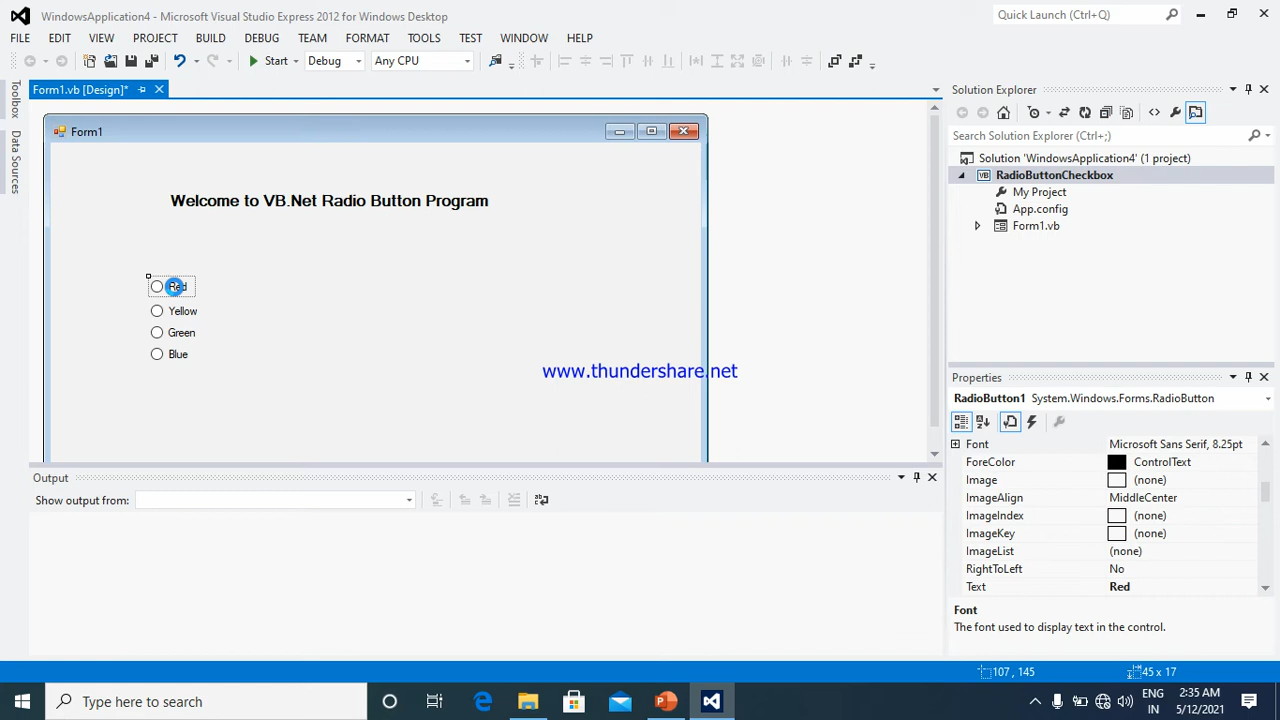 WindowsApplication4 - Microsoft Visual Studio Express 2012 for Windows Desktop
Quick Launch (Ctrl+Q)
FILE EDIT VIEW PROJECT BUILD DEBUG TEAM FORMAT TOOLS TEST WINDOW HELP
Start Debug Any CPU
Toolbox
Data Sources
Form1.vb [Design]*
Form1
Welcome to VB.Net Radio Button Program
Red
Yellow
Green
Blue
www.thundershare.net
Output
Show output from:
Solution Explorer
Search Solution Explorer (Ctrl+;)
Solution 'WindowsApplication4' (1 project)
VB RadioButtonCheckbox
My Project
App.config
Form1.vb
Properties
RadioButton1 System.Windows.Forms.RadioButton
Font Microsoft Sans Serif, 8.25pt
ForeColor ControlText
Image (none)
ImageAlign MiddleCenter
ImageIndex (none)
ImageKey (none)
ImageList (none)
RightToLeft No
Text Red
Font
The font used to display text in the control.
107 , 145 45 x 17
Type here to search
ENG
IN
2:35 AM
5/12/2021